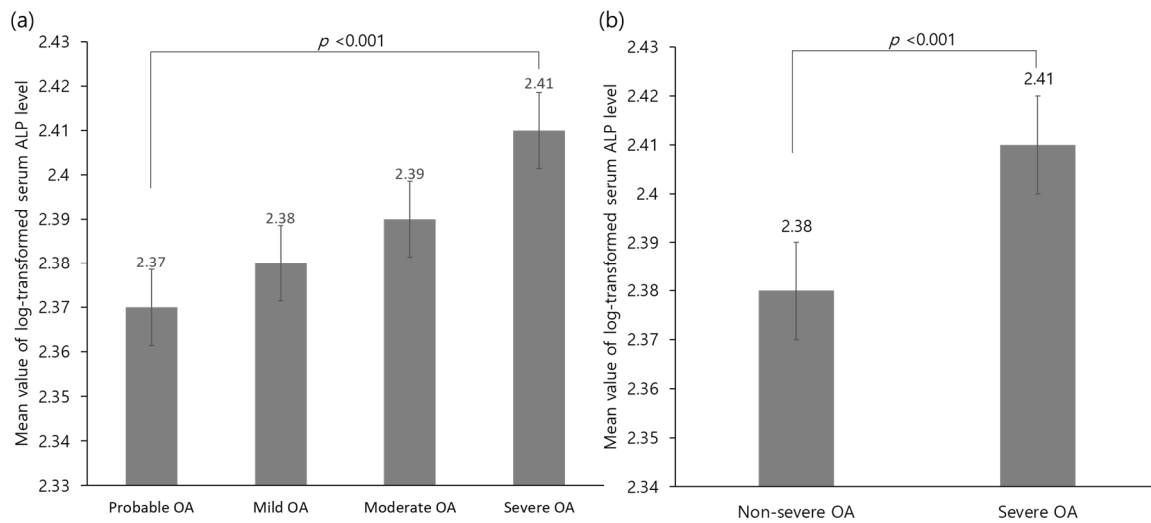 (a)
Mean value of log-transformed serum ALP level
2.43
2.42
2.41
2.4
2.39
2.38
2.37
2.36
2.35
2.34
2.33
p <0.001
2.37
2.38
2.39
2.41
Probable OA
Mild OA
Moderate OA
Severe OA
(b)
Mean value of log-transformed serum ALP level
2.43
2.42
2.41
2.4
2.39
2.38
2.37
2.36
2.35
2.34
p <0.001
2.38
2.41
Non-severe OA
Severe OA